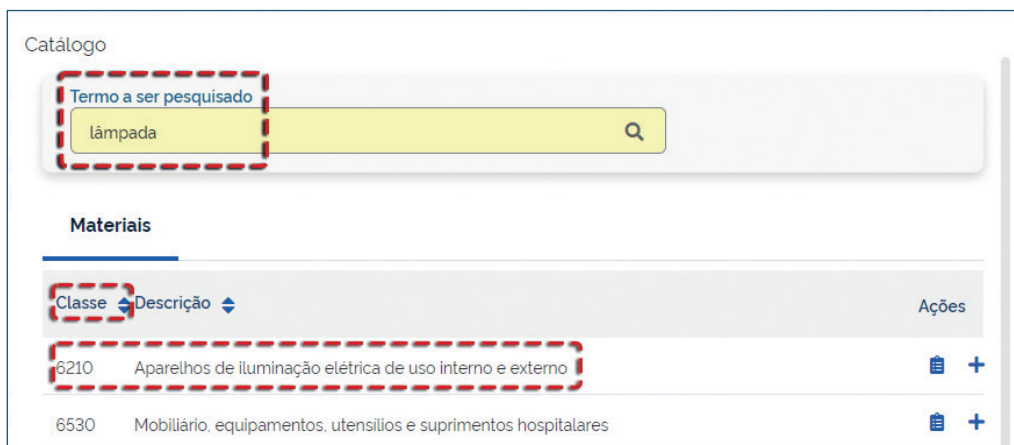 Catálogo
Termo a ser pesquisado
lâmpada
Materiais
Classe Descrição Ações
6210 Aparelhos de iluminação elétrica de uso interno e externo
6530 Mobiliário, equipamentos, utensílios e suprimentos hospitalares